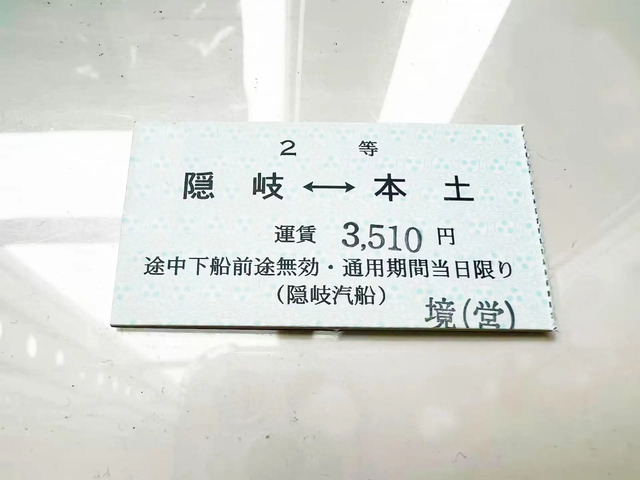 2 等
隠岐↔本土
運賃 3,510 円
途中下船前途無効・通用期間当日限り
(隠岐汽船)
境(営)